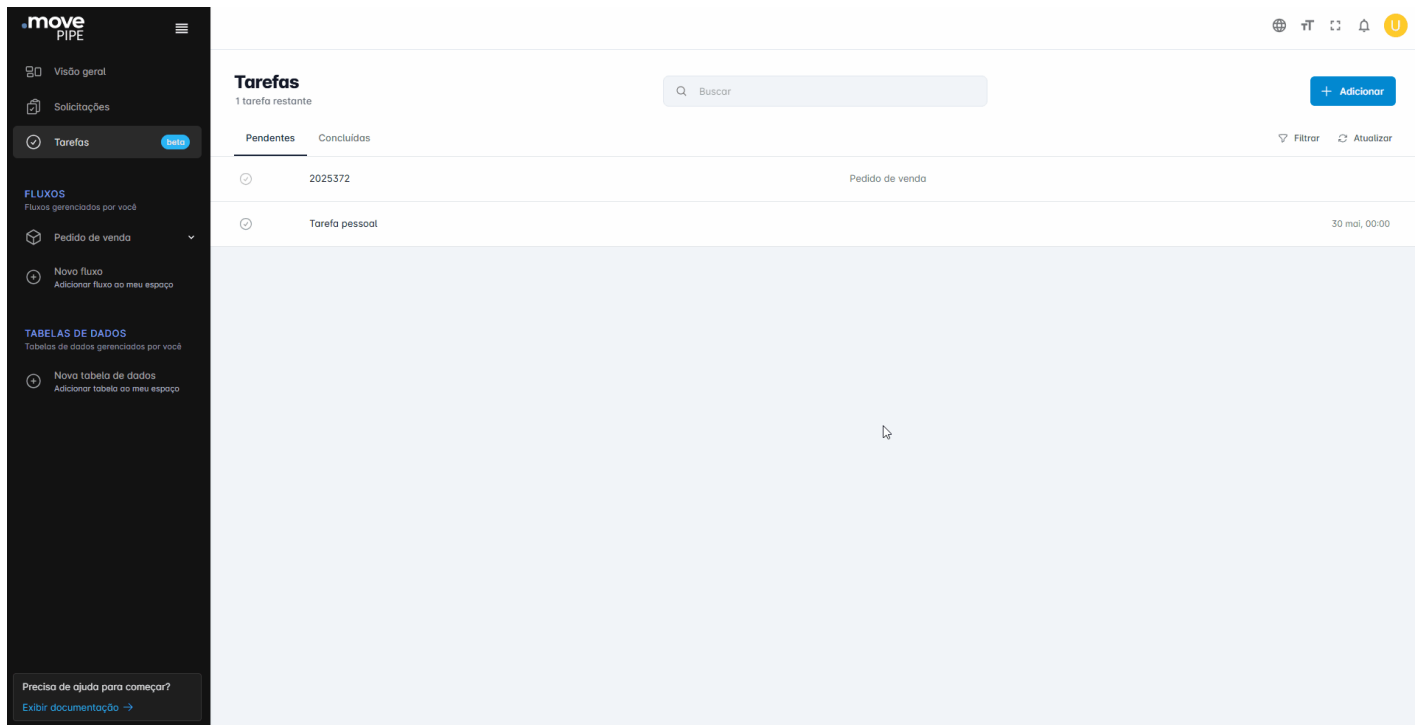 .move
PIPE
Visão geral
Solicitações
Tarefas
beta
FLUXOS
Fluxos gerenciados por você
Pedido de venda
Novo fluxo
Adicionar fluxo ao meu espaço
TABELAS DE DADOS
Tabelas de dados gerenciados por você
Nova tabela de dados
Adicionar tabela ao meu espaço
Precisa de ajuda para começar?
Exibir documentação →
U
Tarefas
1 tarefa restante
Buscar
+ Adicionar
Pendentes
Concluídas
Filtrar
Atualizar
2025372
Pedido de venda
Tarefa pessoal
30 mai, 00:00